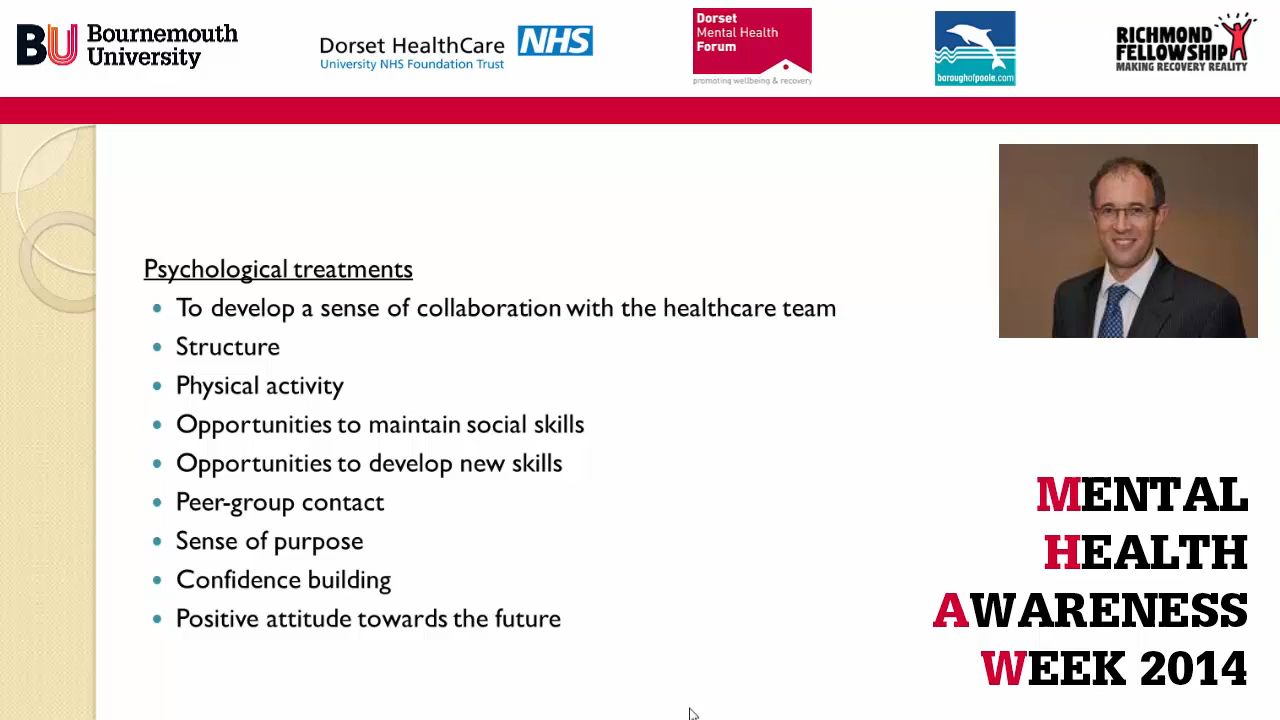 BU Bournemouth
University
Dorset HealthCare NHS
University NHS Foundation Trust
Dorset
Mental Health
Forum
promoting wellbeing & recovery
boroughofpoole.com
RICHMOND
FELLOWSHIP
MAKING RECOVERY REALITY
Psychological treatments
• To develop a sense of collaboration with the healthcare team
• Structure
• Physical activity
• Opportunities to maintain social skills
• Opportunities to develop new skills
• Peer-group contact
• Sense of purpose
• Confidence building
• Positive attitude towards the future
MENTAL
HEALTH
AWARENESS
WEEK 2014